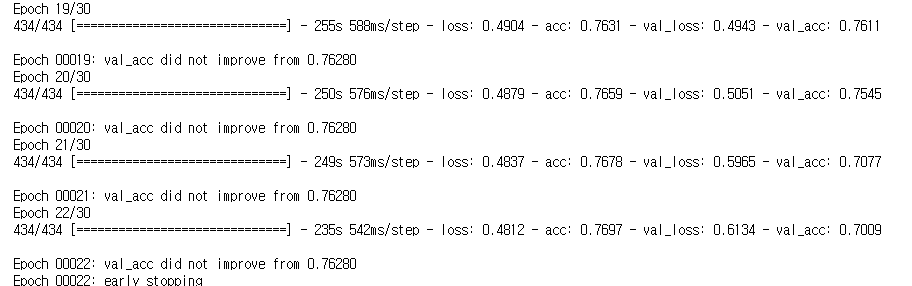 Epoch 19/30
434/434 [==============================] - 255s 588ms/step - loss: 0.4904 - acc: 0.7631 - val_loss: 0.4943 - val_acc: 0.7611
Epoch 00019: val_acc did not improve from 0.76280
Epoch 20/30
434/434 [==============================] - 250s 576ms/step - loss: 0.4879 - acc: 0.7659 - val_loss: 0.5051 - val_acc: 0.7545
Epoch 00020: val_acc did not improve from 0.76280
Epoch 21/30
434/434 [==============================] - 249s 573ms/step - loss: 0.4837 - acc: 0.7678 - val_loss: 0.5965 - val_acc: 0.7077
Epoch 00021: val_acc did not improve from 0.76280
Epoch 22/30
434/434 [==============================] - 235s 542ms/step - loss: 0.4812 - acc: 0.7697 - val_loss: 0.6134 - val_acc: 0.7009
Epoch 00022: val_acc did not improve from 0.76280
Epoch 00022: early stopping